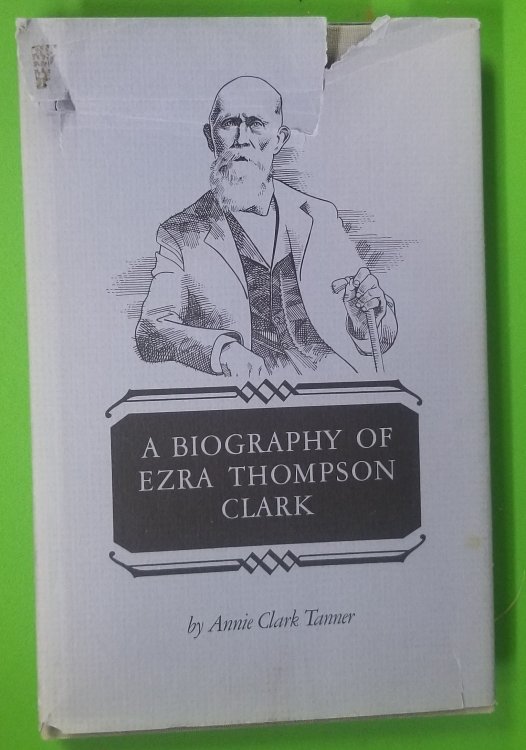 A BIOGRAPHY OF
EZRA THOMPSON
CLARK
by Annie Clark Tanner